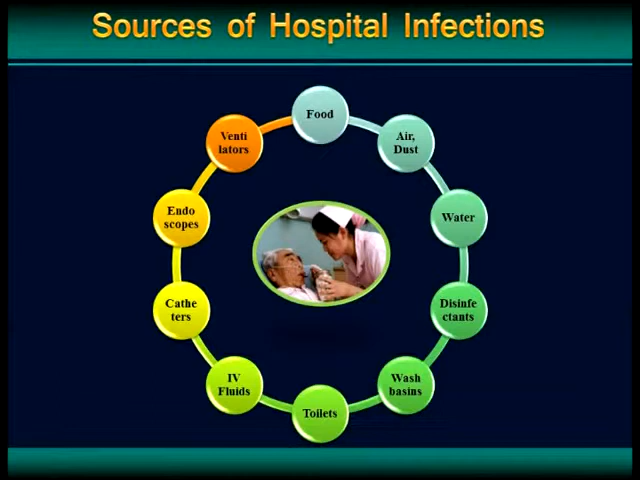 Sources of Hospital Infections
Food
Air,
Dust
Water
Disinfe
ctants
Wash
basins
Toilets
IV
Fluids
Cathe
ters
Endo
scopes
Venti
lators